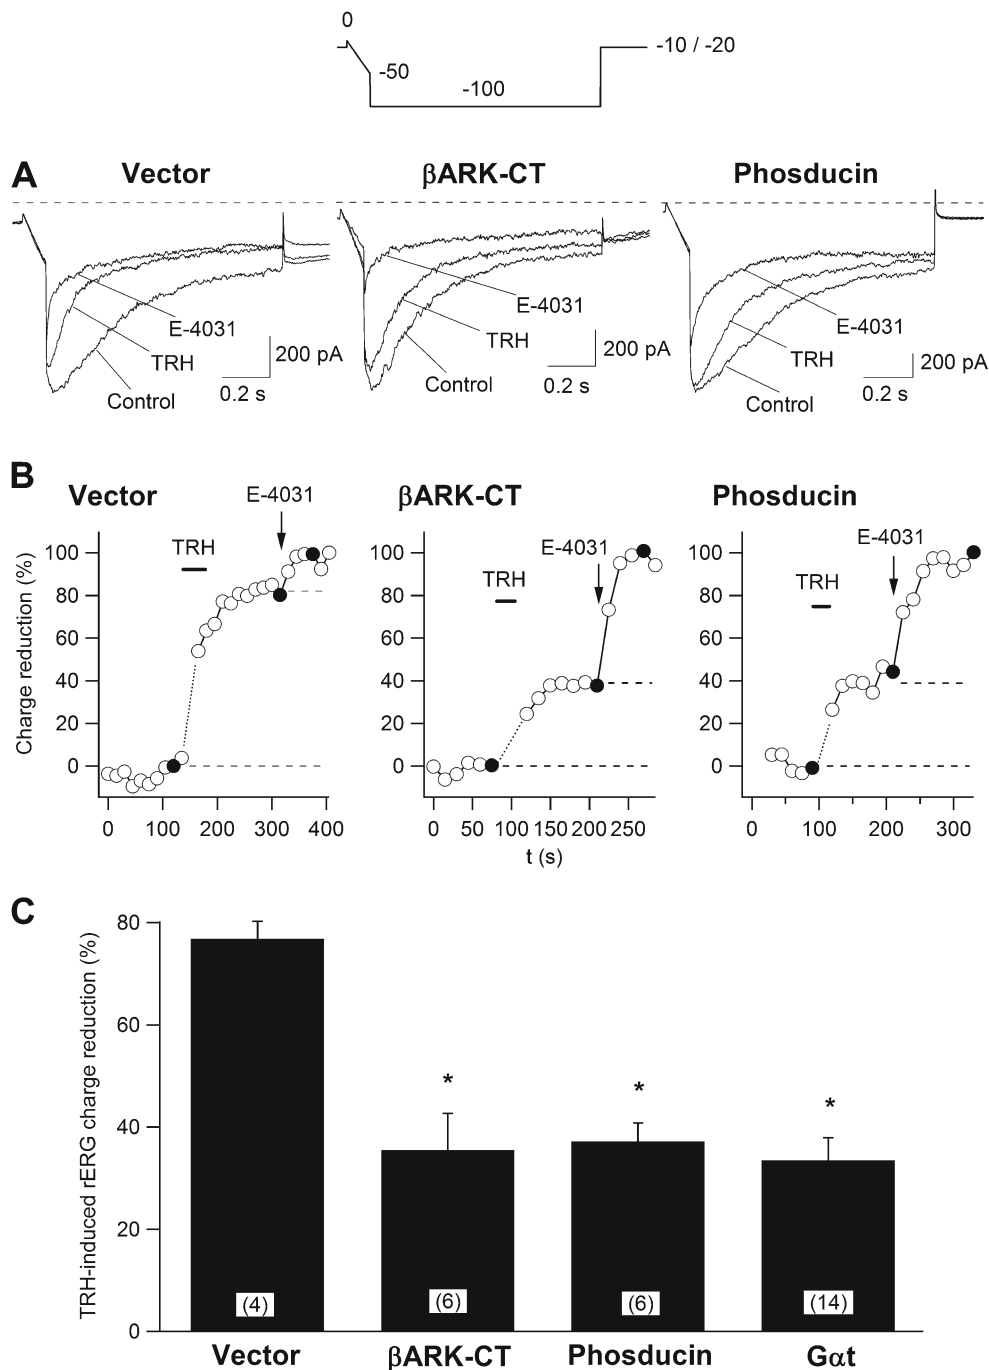 0
-50
-100
-10 / -20
A
Vector
βARK-CT
Phosducin
E-4031
TRH
Control
200 pA
0.2 s
E-4031
TRH
Control
200 pA
0.2 s
E-4031
TRH
Control
200 pA
0.2 s
B
Vector
βARK-CT
Phosducin
Charge reduction (%)
100
80
60
40
20
0
TRH
E-4031
0 100 200 300 400
100
80
60
40
20
0
TRH
E-4031
0 50 100 150 200 250
t (s)
100
80
60
40
20
0
TRH
E-4031
0 100 200 300
C
TRH-induced rERG charge reduction (%)
80
60
40
20
0
* * *
(4) (6) (6) (14)
Vector βARK-CT Phosducin Gαt